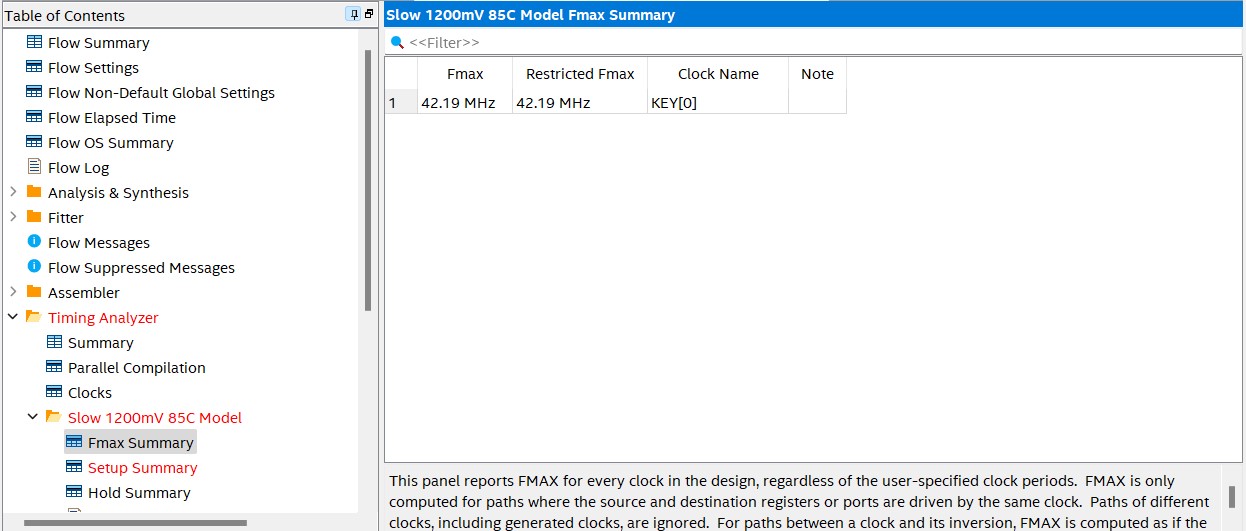 Table of Contents
Flow Summary
Flow Settings
Flow Non-Default Global Settings
Flow Elapsed Time
Flow OS Summary
Flow Log
Analysis & Synthesis
Fitter
Flow Messages
Flow Suppressed Messages
Assembler
Timing Analyzer
Summary
Parallel Compilation
Clocks
Slow 1200mV 85C Model
Fmax Summary
Setup Summary
Hold Summary
Slow 1200mV 85C Model Fmax Summary
<<Filter>>
Fmax Restricted Fmax Clock Name Note
1 42.19 MHz 42.19 MHz KEY[0]
This panel reports FMAX for every clock in the design, regardless of the user-specified clock periods. FMAX is only
computed for paths where the source and destination registers or ports are driven by the same clock. Paths of different
clocks, including generated clocks, are ignored. For paths between a clock and its inversion, FMAX is computed as if the